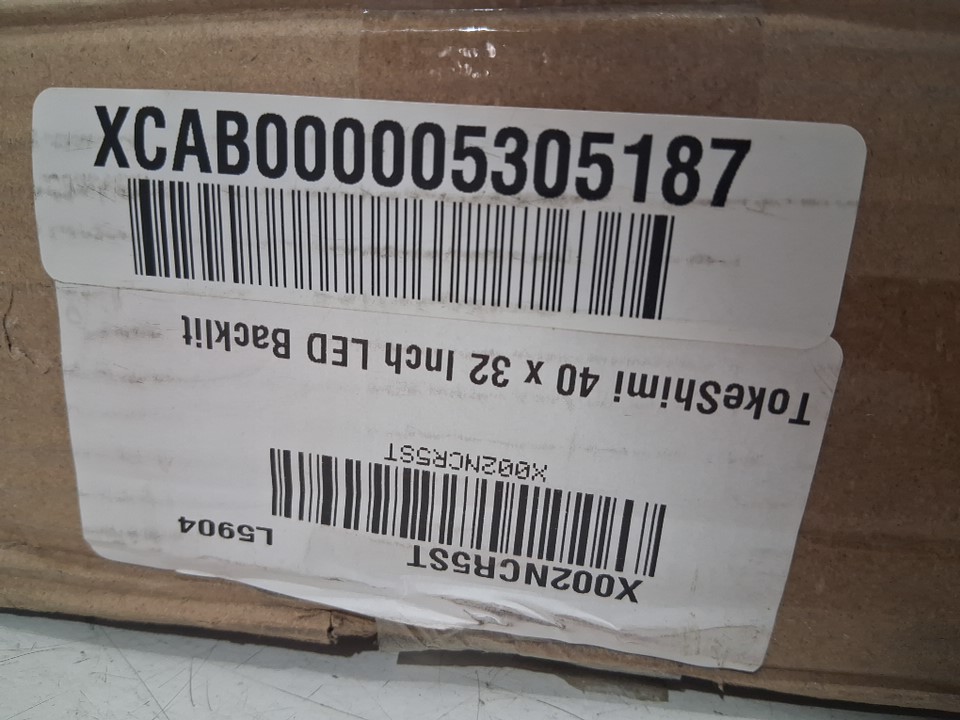 XCAB000005305187
X002NCR5ST
L5904
X002NCR5ST
TokeShimi 40 x 32 Inch LED Backlit